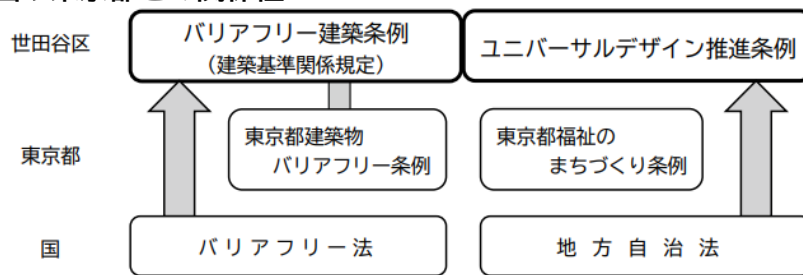 世田谷区
バリアフリー建築条例
（建築基準関係規定）
ユニバーサルデザイン推進条例
東京都
東京都建築物
バリアフリー条例
東京都福祉の
まちづくり条例
国
バリアフリー法
地方自治法